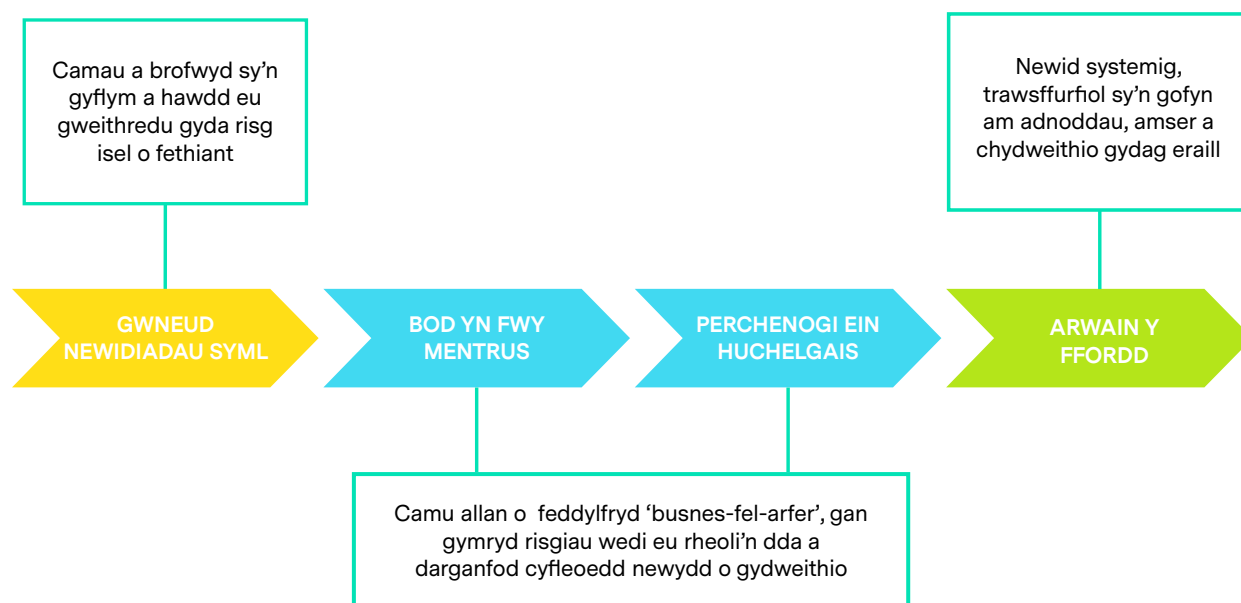 Camau a brofwyd sy'n
gyflym a hawdd eu
gweithredu gyda risg
isel o fethiant
Newid systemig,
trawsffurfiol sy'n gofyn
am adnoddau, amser a
chydweithio gydag eraill
GWNEUD
NEWIDIADAU SYML
BOD YN FWY
MENTRUS
PERCHENOGI EIN
HUCHELGAIS
ARWAIN Y
FFORDD
Camu allan o feddylfryd ‘busnes-fel-arfer’, gan
gymryd risgiau wedi eu rheoli’n dda a
darganfod cyfleoedd newydd o gydweithio